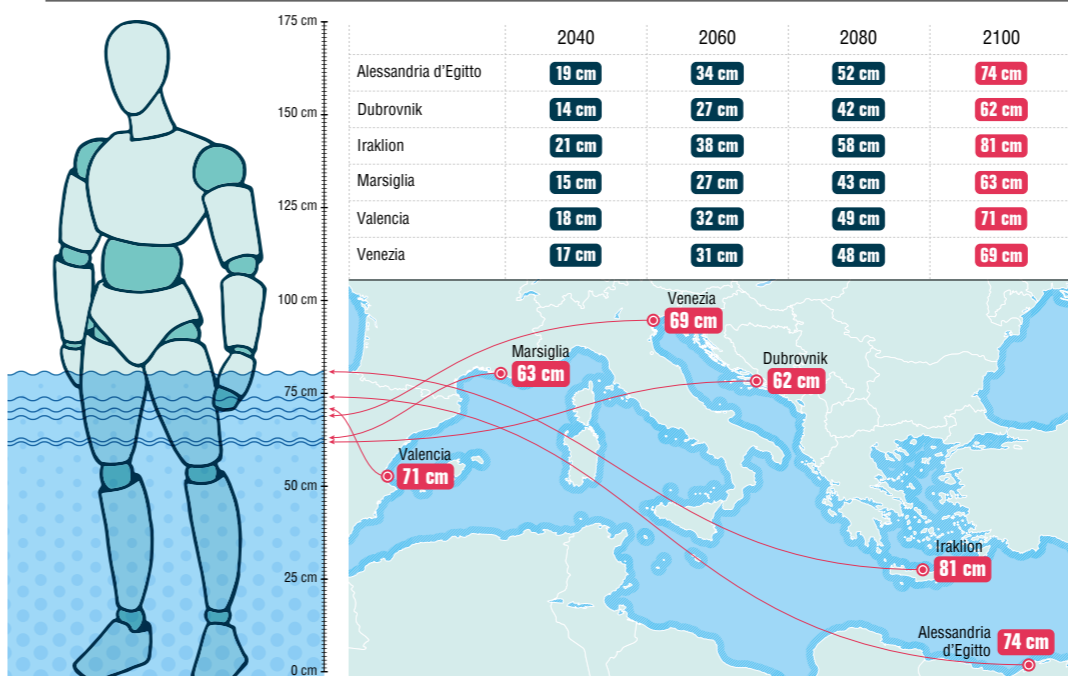 175 cm
150 cm
125 cm
100 cm
75 cm
50 cm
25 cm
0 cm
2040 2060 2080 2100
Alessandria d'Egitto 19 cm 34 cm 52 cm 74 cm
Dubrovnik 14 cm 27 cm 42 cm 62 cm
Iraklion 21 cm 38 cm 58 cm 81 cm
Marsiglia 15 cm 27 cm 43 cm 63 cm
Valencia 18 cm 32 cm 49 cm 71 cm
Venezia 17 cm 31 cm 48 cm 69 cm
Venezia
69 cm
Marsiglia
63 cm
Dubrovnik
62 cm
Valencia
71 cm
Iraklion
81 cm
Alessandria
d'Egitto
74 cm